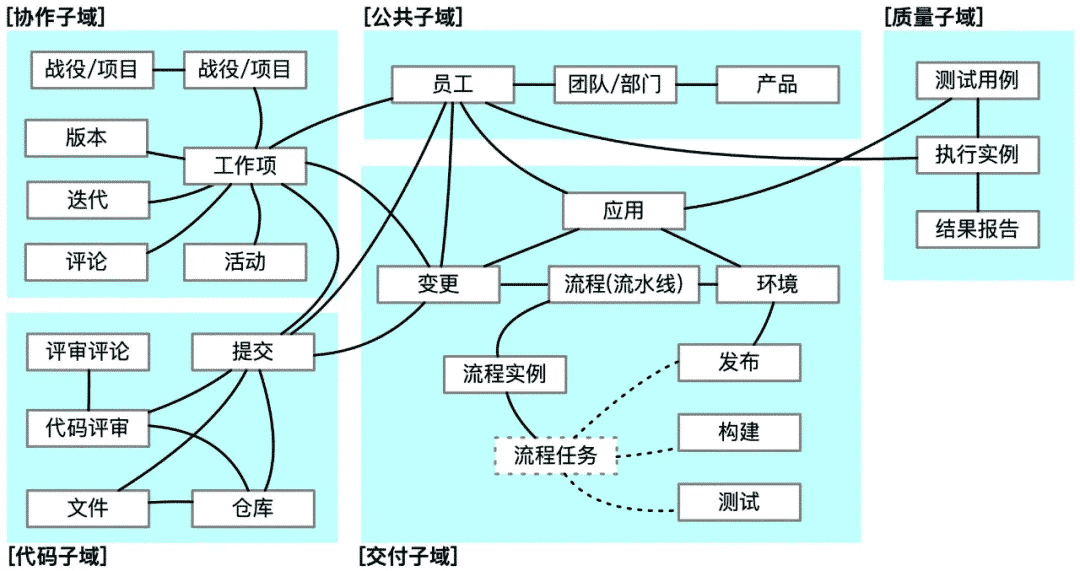 [协作子域]
战役/项目
战役/项目
版本
工作项
迭代
评论
活动
[公共子域]
员工
团队/部门
产品
[质量子域]
测试用例
执行实例
结果报告
应用
变更
流程(流水线)
环境
流程实例
发布
流程任务
构建
测试
[交付子域]
评审评论
提交
代码评审
文件
仓库
[代码子域]